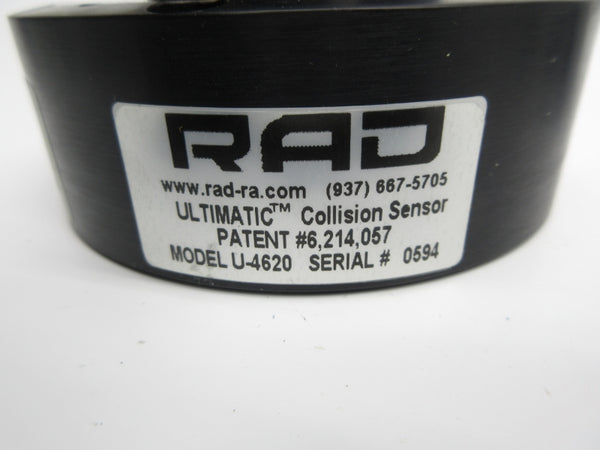 RAD
www.rad-ra.com (937) 667-5705
ULTIMATIC™ Collision Sensor
PATENT #6,214,057
MODEL U-4620 SERIAL # 0594